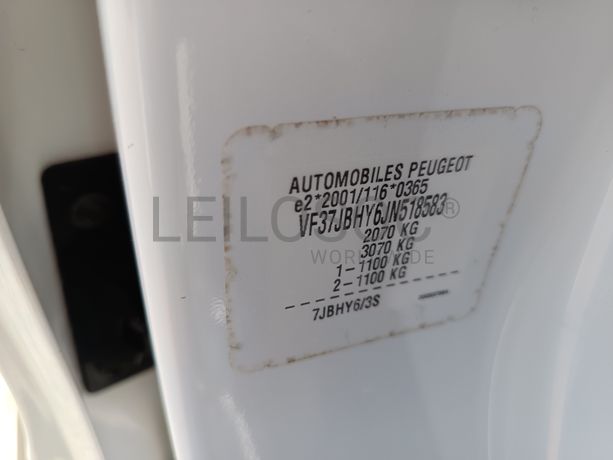 AUTOMOBILES PEUGEOT
e2*2001/116*0365
VF37JBHY6JN518583
2070 KG
3070 KG
1-1100 KG
2-1100 KG
7JBHY6/3S